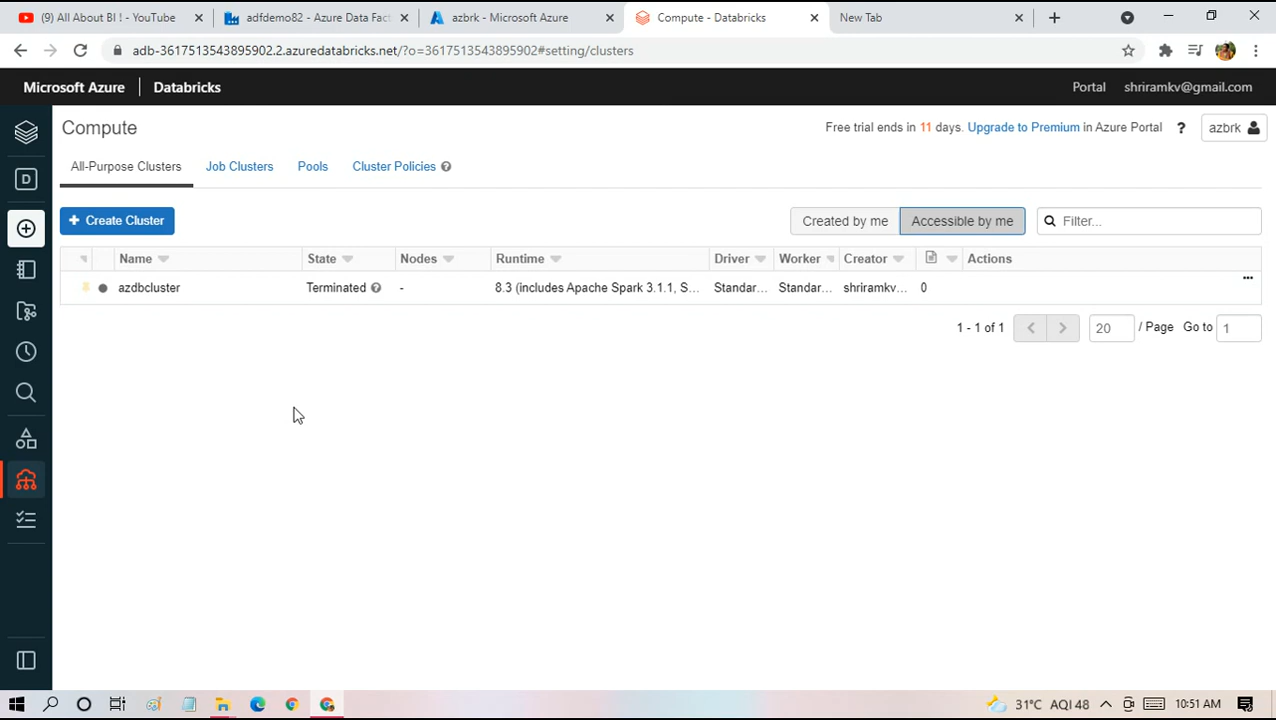 (9) All About BI ! - YouTube
adfdemo82 - Azure Data Fact
azbrk - Microsoft Azure
Compute - Databricks
New Tab
adb-3617513543895902.2.azuredatabricks.net/?o=3617513543895902#setting/clusters
Microsoft Azure Databricks
Portal shriramkv@gmail.com
Compute
Free trial ends in 11 days. Upgrade to Premium in Azure Portal ? azbrk
All-Purpose Clusters Job Clusters Pools Cluster Policies ?
+ Create Cluster
Created by me Accessible by me Filter...
Name State Nodes Runtime Driver Worker Creator Actions
azdbcluster Terminated ? - 8.3 (includes Apache Spark 3.1.1, S... Standar... Standar... shriramkv... 0 ...
1 - 1 of 1 20 / Page Go to 1
D
31°C AQI 48 10:51 AM